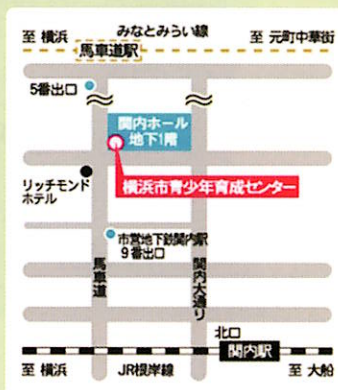 至 横浜
みなとみらい線
至 元町中華街
馬車道駅
5番出口
関内ホール
地下1階
リッチモンド
ホテル
横浜市青少年育成センター
市営地下鉄関内駅
9番出口
馬車道
関内大通り
北口
関内駅
至 横浜
JR根岸線
至 大船